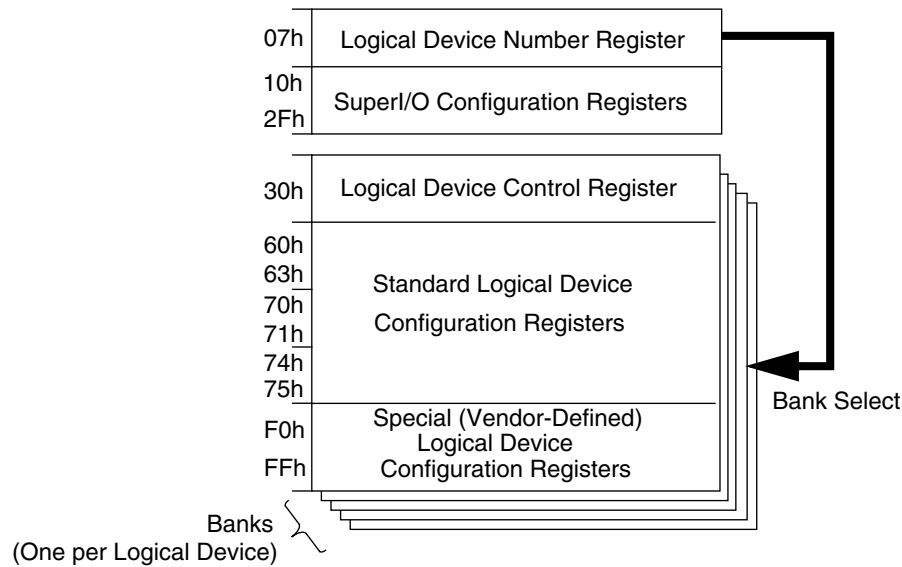 07h Logical Device Number Register
10h
SuperI/O Configuration Registers
2Fh
30h Logical Device Control Register
60h
63h
Standard Logical Device
70h
Configuration Registers
71h
74h
75h
Bank Select
Special (Vendor-Defined)
F0h
Logical Device
FFh Configuration Registers
Banks
(One per Logical Device)